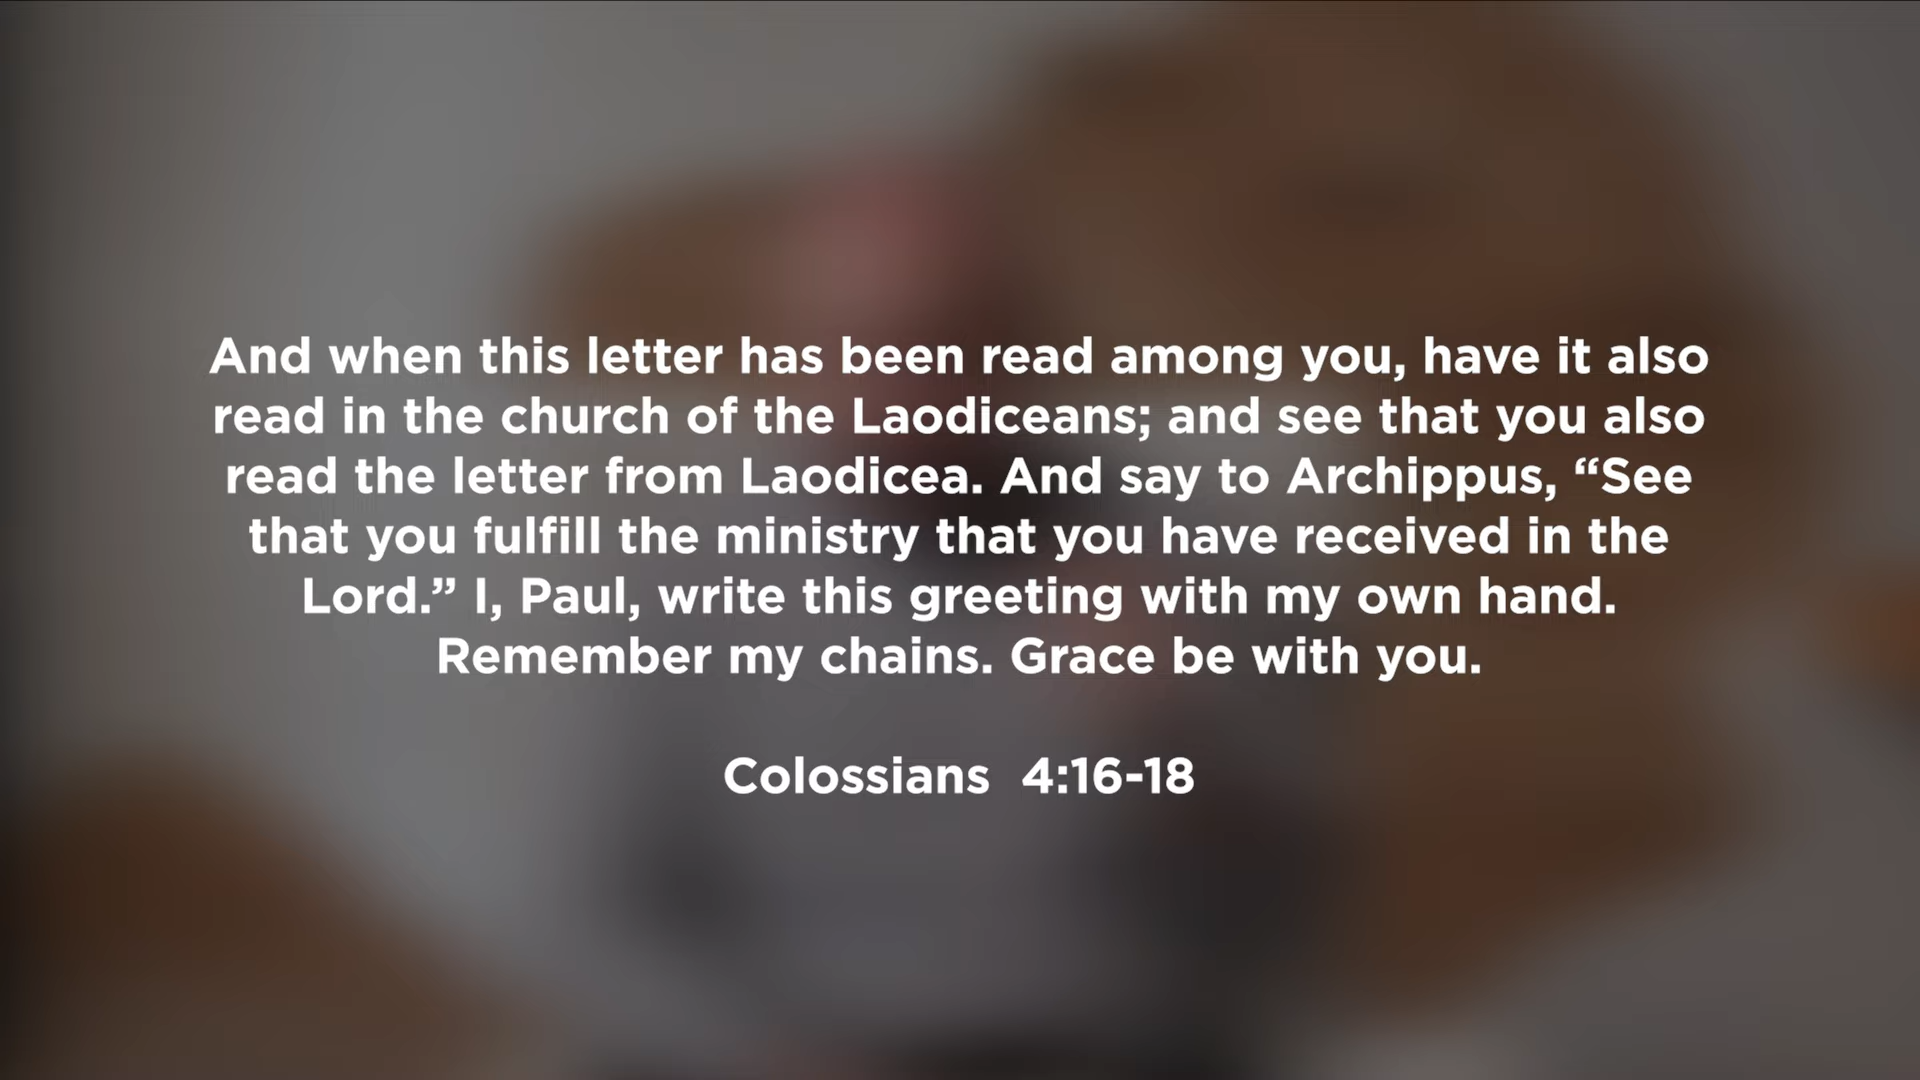 And when this letter has been read among you, have it also
read in the church of the Laodiceans; and see that you also
read the letter from Laodicea. And say to Archippus, “See
that you fulfill the ministry that you have received in the
Lord.” I, Paul, write this greeting with my own hand.
Remember my chains. Grace be with you.
Colossians 4:16-18